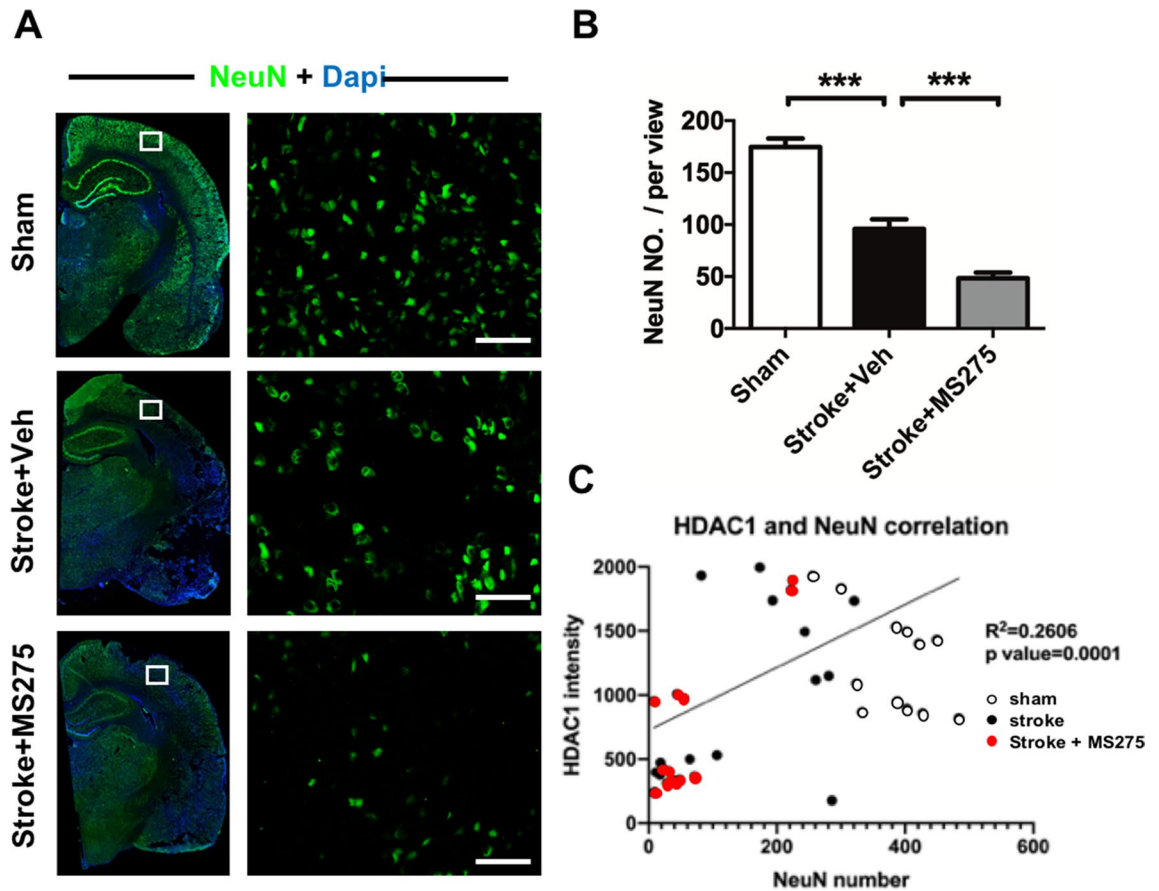 A
NeuN + Dapi
Sham
Stroke+Veh
Stroke+MS275
B
***
***
NeuN NO. / per view
200
150
100
50
0
Sham
Stroke+Veh
Stroke+MS275
C
HDAC1 and NeuN correlation
HDAC1 intensity
2000
1500
1000
500
0
0
200
400
600
NeuN number
R²=0.2606
p value=0.0001
sham
stroke
Stroke + MS275